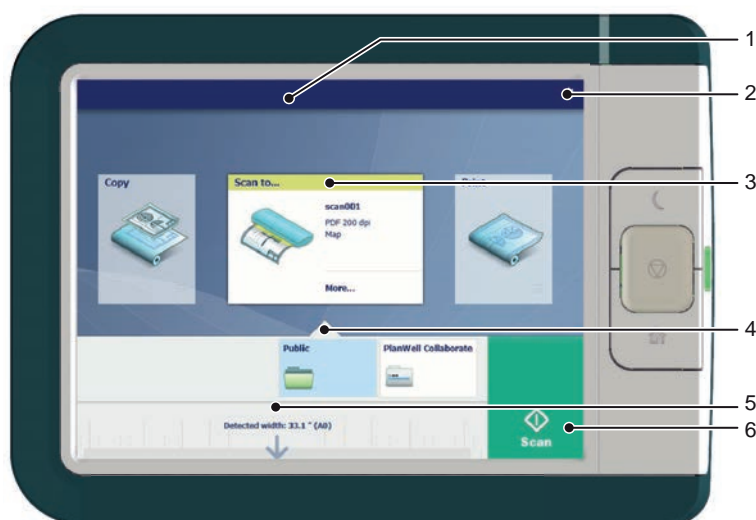 1
2
Copy
Scan to...
Print
3
scan001
PDF 200 dpi
Map
More...
4
Public
PlanWell Collaborate
5
Detected width: 33.1 " (A0)
6
Scan